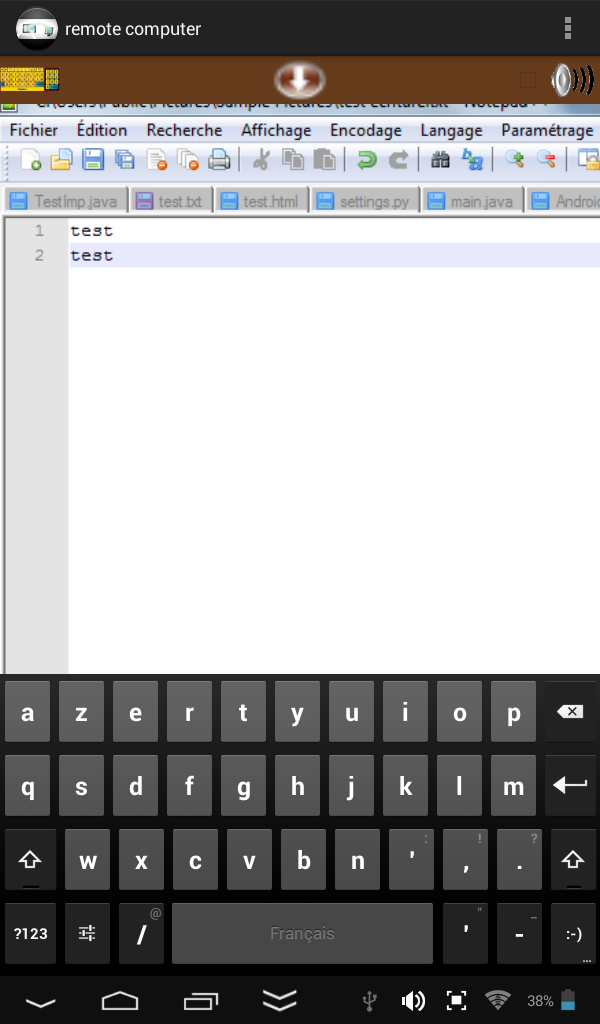 remote computer
Fichier Édition Recherche Affichage Encodage Langage Paramétrage
TestImp.java test.txt test.html settings.py main.java
1 test
2 test
a z e r t y u i o p
q s d f g h j k l m
w x c v b n ' : , ! . ?
?123 / @ Français ' " - _ :-) ...
38%